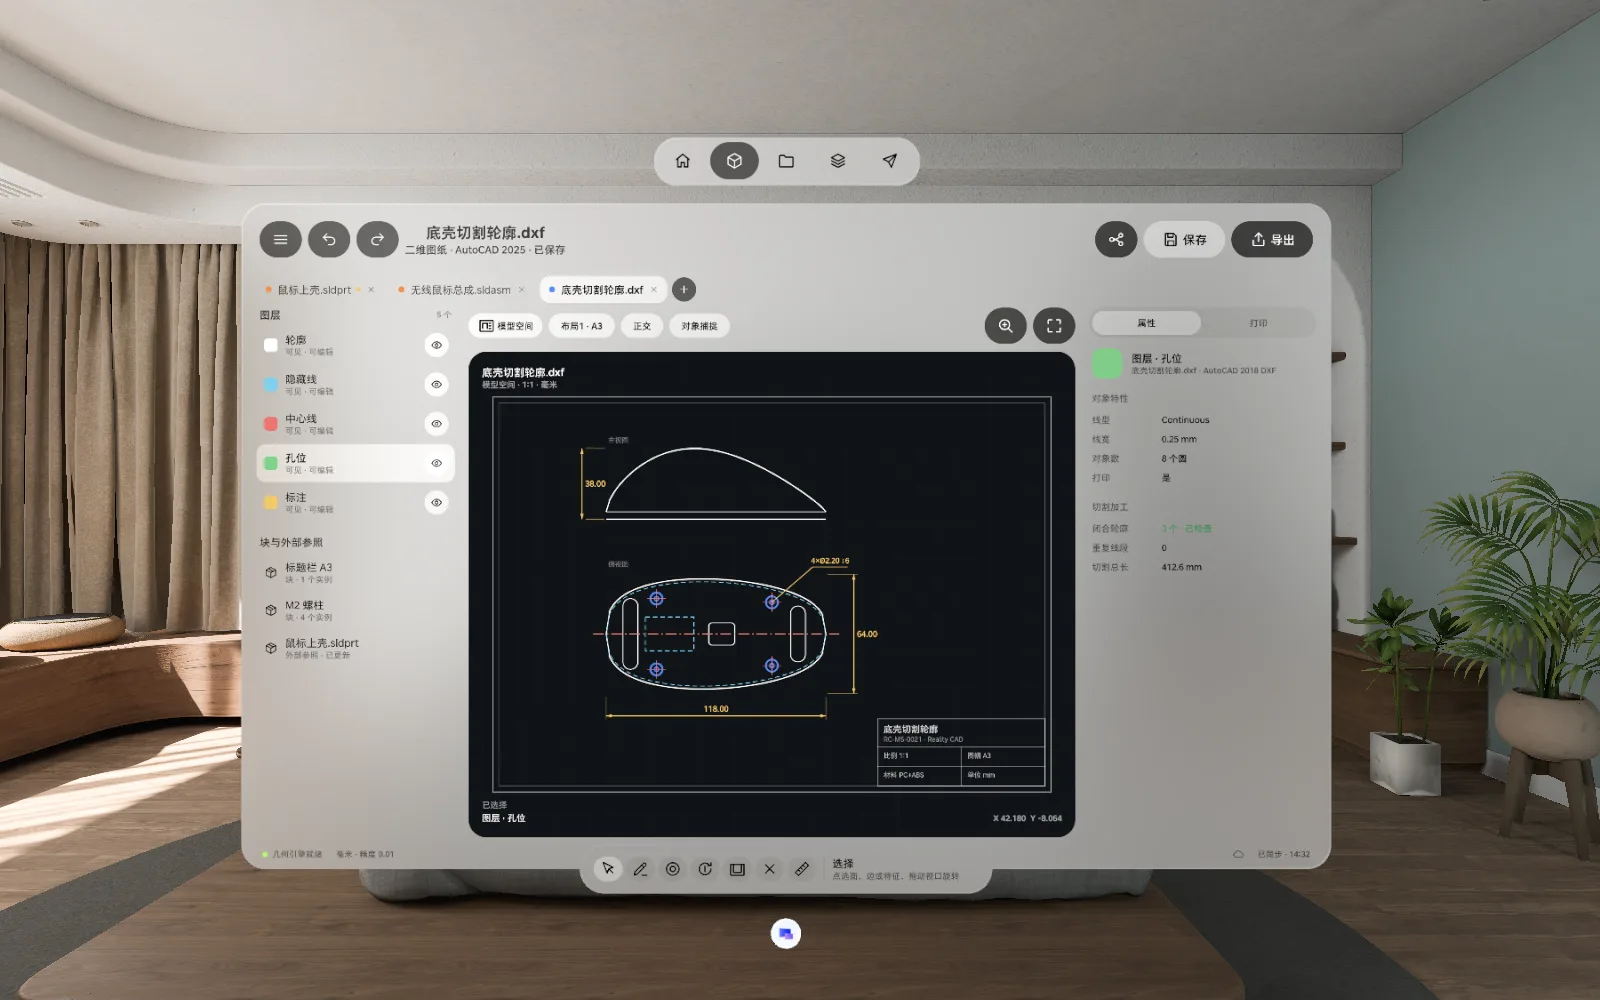 底壳切割轮廓.dxf
二维图纸 · AutoCAD 2025 · 已保存
保存
导出
鼠标上壳.sldprt
无线鼠标总成.sldasm
底壳切割轮廓.dxf
图层
5 个
轮廓
可见 · 可编辑
隐藏线
可见 · 可编辑
中心线
可见 · 可编辑
孔位
可见 · 可编辑
标注
可见 · 可编辑
块与外部参照
标题栏 A3
块 · 1 个实例
M2 螺柱
块 · 4 个实例
鼠标上壳.sldprt
外部参照 · 已更新
几何引擎就绪
毫米 · 精度 0.01
模型空间
布局1 · A3
正交
对象捕捉
底壳切割轮廓.dxf
模型空间 · 1:1 · 毫米
主视图
38.00
俯视图
4×Ø2.20 ↓6
64.00
118.00
底壳切割轮廓
RC-MS-0021 · Reality CAD
比例 1:1
图幅 A3
材料 PC+ABS
单位 mm
已选择
图层 · 孔位
X 42.180 Y -8.064
属性
打印
图层 · 孔位
底壳切割轮廓.dxf · AutoCAD 2018 DXF
对象特性
线型 Continuous
线宽 0.25 mm
对象数 8 个圆
打印 是
切割加工
闭合轮廓 3 个 · 已检查
重复线段 0
切割总长 412.6 mm
选择
点选面、边或特征，拖动视口旋转
已同步 · 14:32